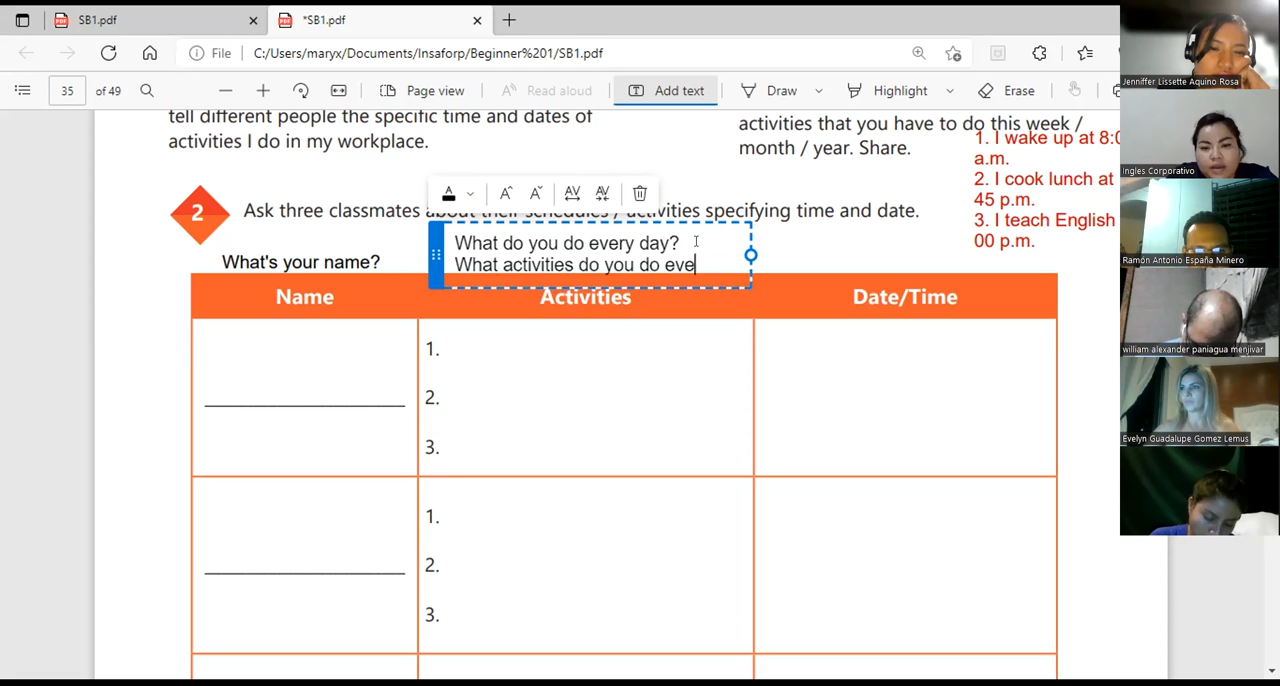 SB1.pdf
*SB1.pdf
File
C:/Users/maryx/Documents/Insaforp/Beginner%201/SB1.pdf
35
of 49
Page view
Read aloud
Add text
Draw
Highlight
Erase
tell different people the specific time and dates of
activities I do in my workplace.
activities that you have to do this week /
month / year. Share.
1. I wake up at 8:0
a.m.
2. I cook lunch at
45 p.m.
3. I teach English
00 p.m.
2
Ask three classmates about their schedules / activities specifying time and date.
What do you do every day?
What activities do you do eve
What's your name?
Name
Activities
Date/Time
1.
2.
3.
1.
2.
3.
Jenniffer Lissette Aquino Rosa
Ingles Corporativo
Ramón Antonio España Minero
william alexander paniagua menjivar
Evelyn Guadalupe Gomez Lemus